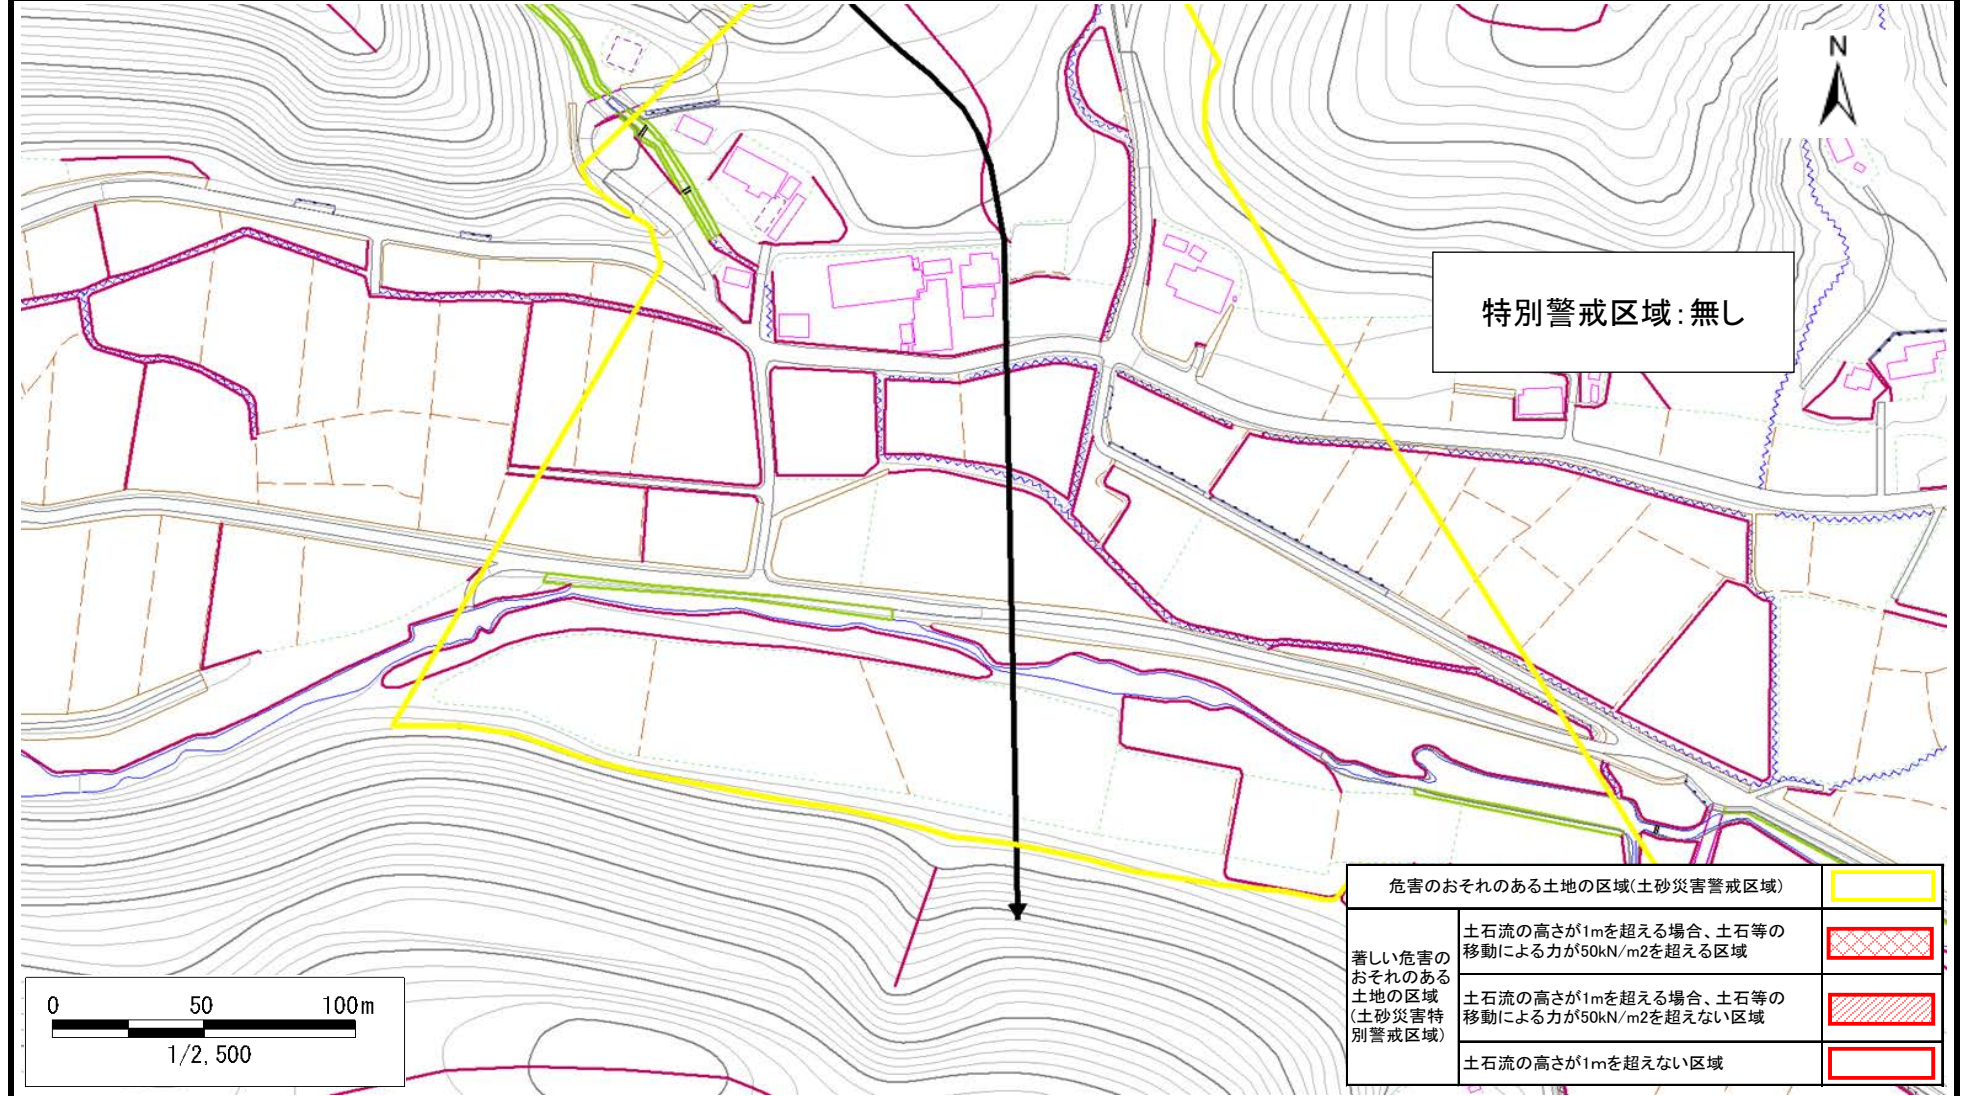 N
特別警戒区域:無し
危害のおそれのある土地の区域(土砂災害警戒区域)
著しい危害の
おそれのある
土地の区域
(土砂災害特
別警戒区域)
土石流の高さが1mを超える場合、土石等の
移動による力が50kN/m2を超える区域
土石流の高さが1mを超える場合、土石等の
移動による力が50kN/m2を超えない区域
土石流の高さが1mを超えない区域
0 50 100m
1/2,500